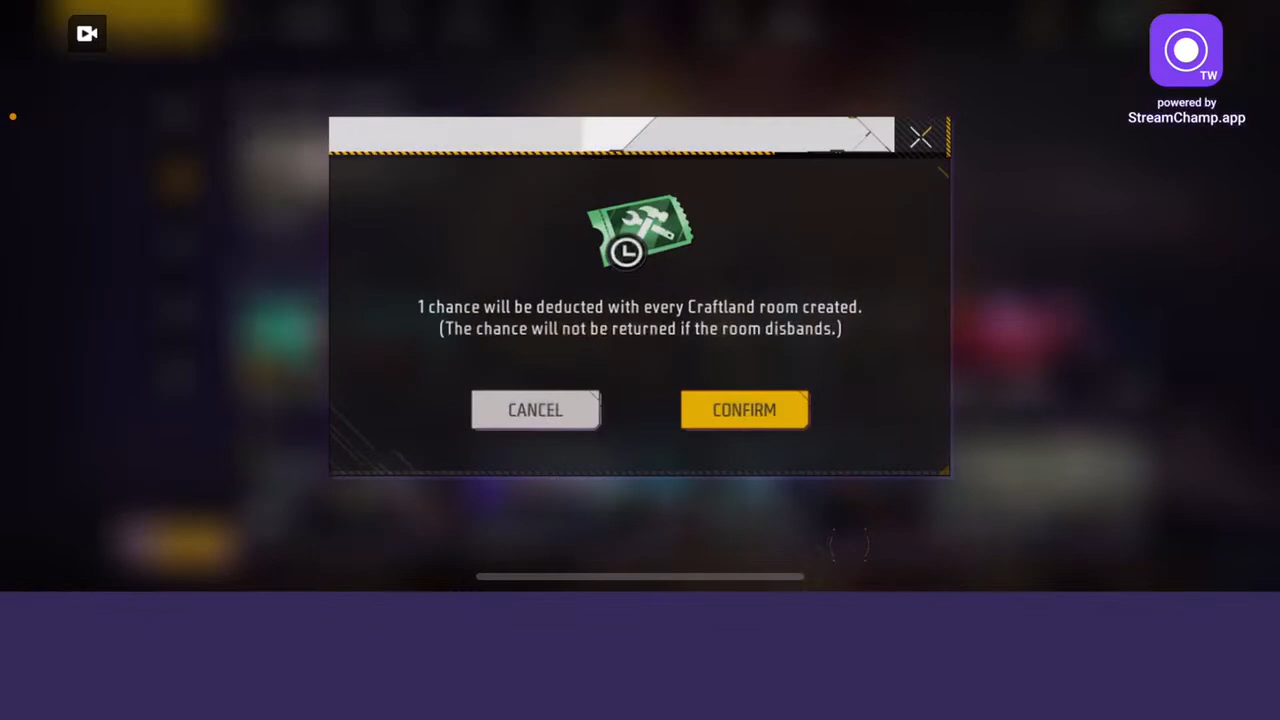 TW
powered by
StreamChamp.app
1 chance will be deducted with every Craftland room created.
(The chance will not be returned if the room disbands.)
CANCEL
CONFIRM